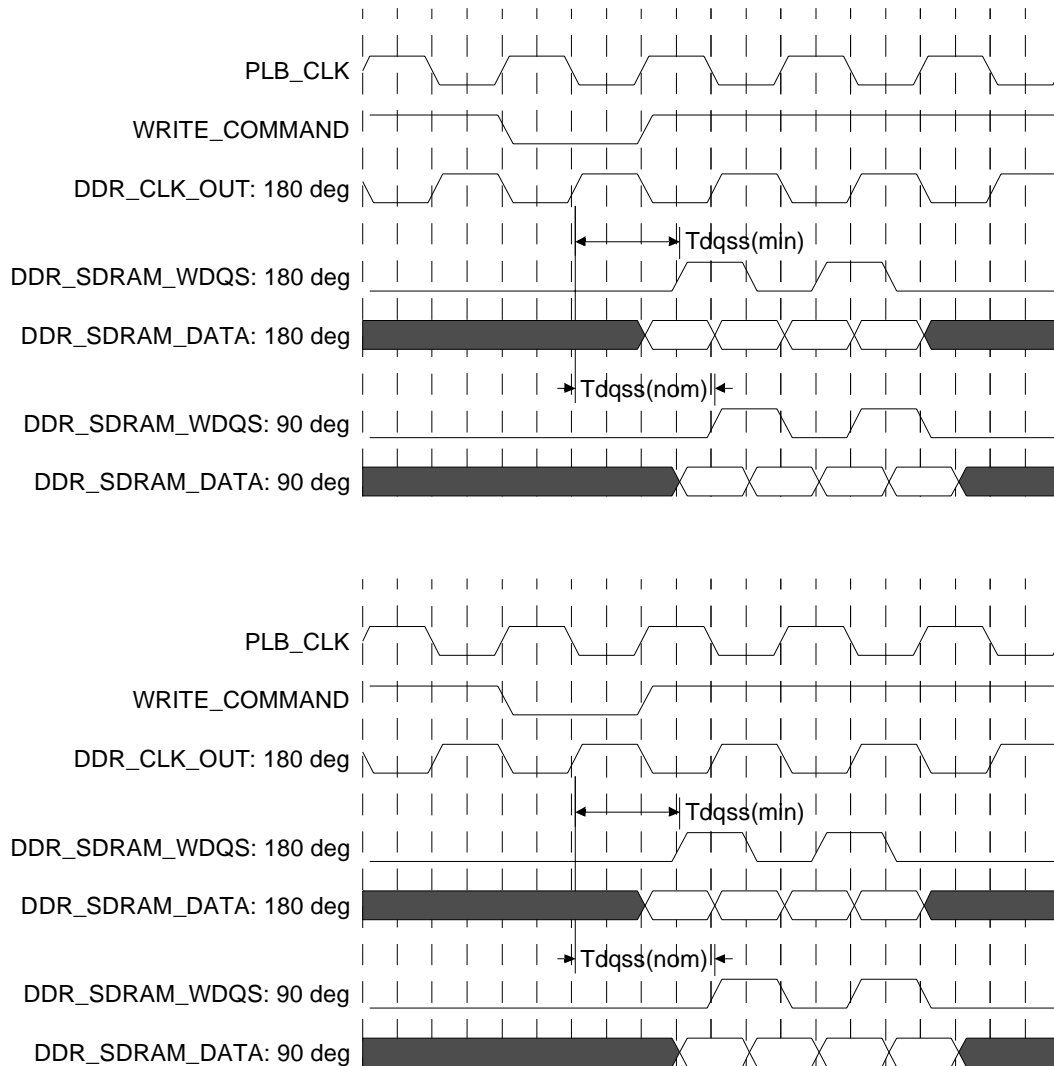 PLB_CLK
WRITE_COMMAND
DDR_CLK_OUT: 180 deg
Tdqss(min)
DDR_SDRAM_WDQS: 180 deg
DDR_SDRAM_DATA: 180 deg
Tdqss(nom)
DDR_SDRAM_WDQS: 90 deg
DDR_SDRAM_DATA: 90 deg
PLB_CLK
WRITE_COMMAND
DDR_CLK_OUT: 180 deg
Tdqss(min)
DDR_SDRAM_WDQS: 180 deg
DDR_SDRAM_DATA: 180 deg
Tdqss(nom)
DDR_SDRAM_WDQS: 90 deg
DDR_SDRAM_DATA: 90 deg